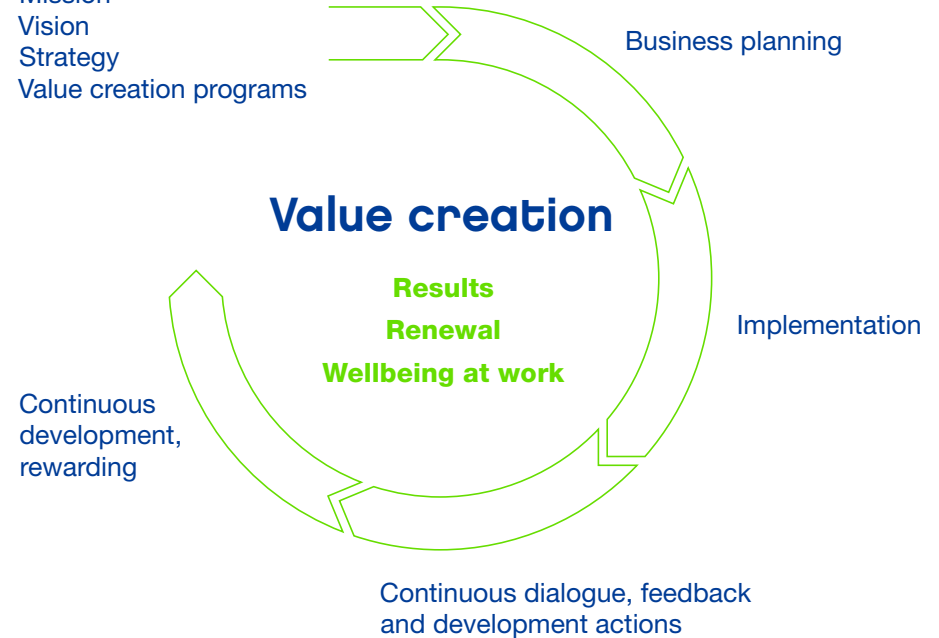 Mission
Vision
Strategy
Value creation programs
Business planning
Value creation
Results
Renewal
Wellbeing at work
Implementation
Continuous
development,
rewarding
Continuous dialogue, feedback
and development actions